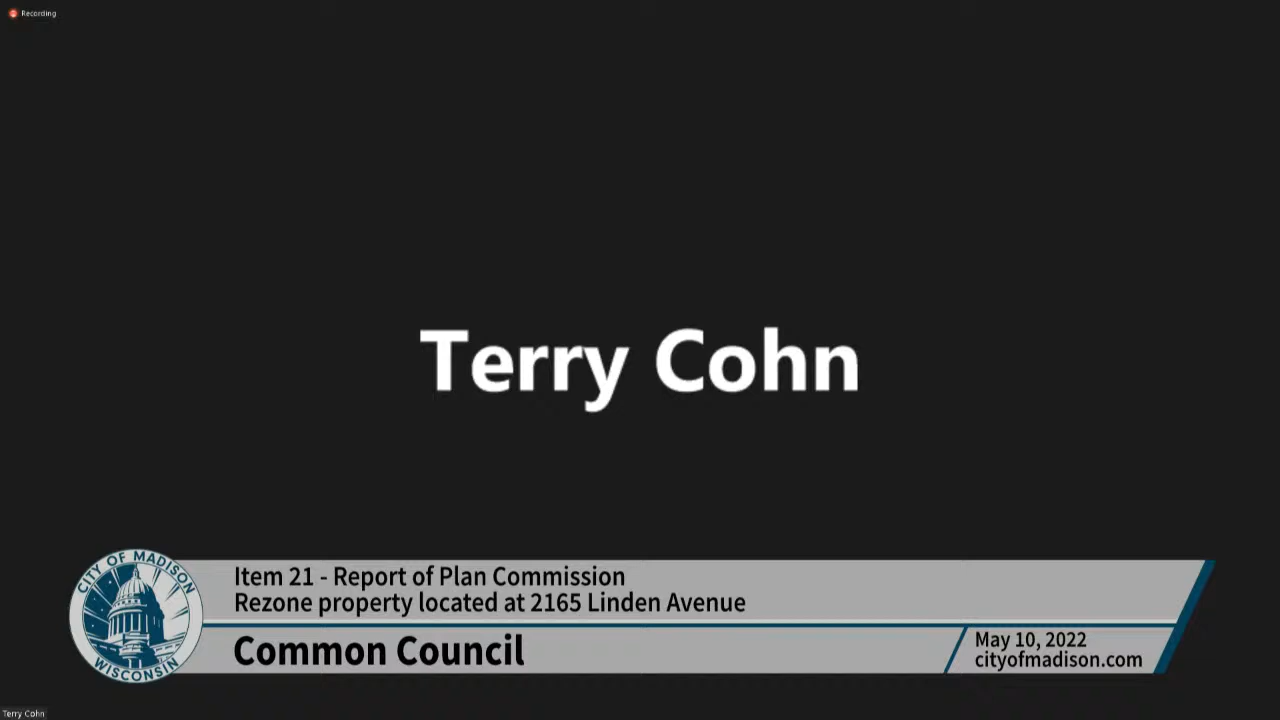 Recording
Terry Cohn
CITY OF MADISON
WISCONSIN
Item 21 - Report of Plan Commission
Rezone property located at 2165 Linden Avenue
Common Council
May 10, 2022
cityofmadison.com
Terry Cohn